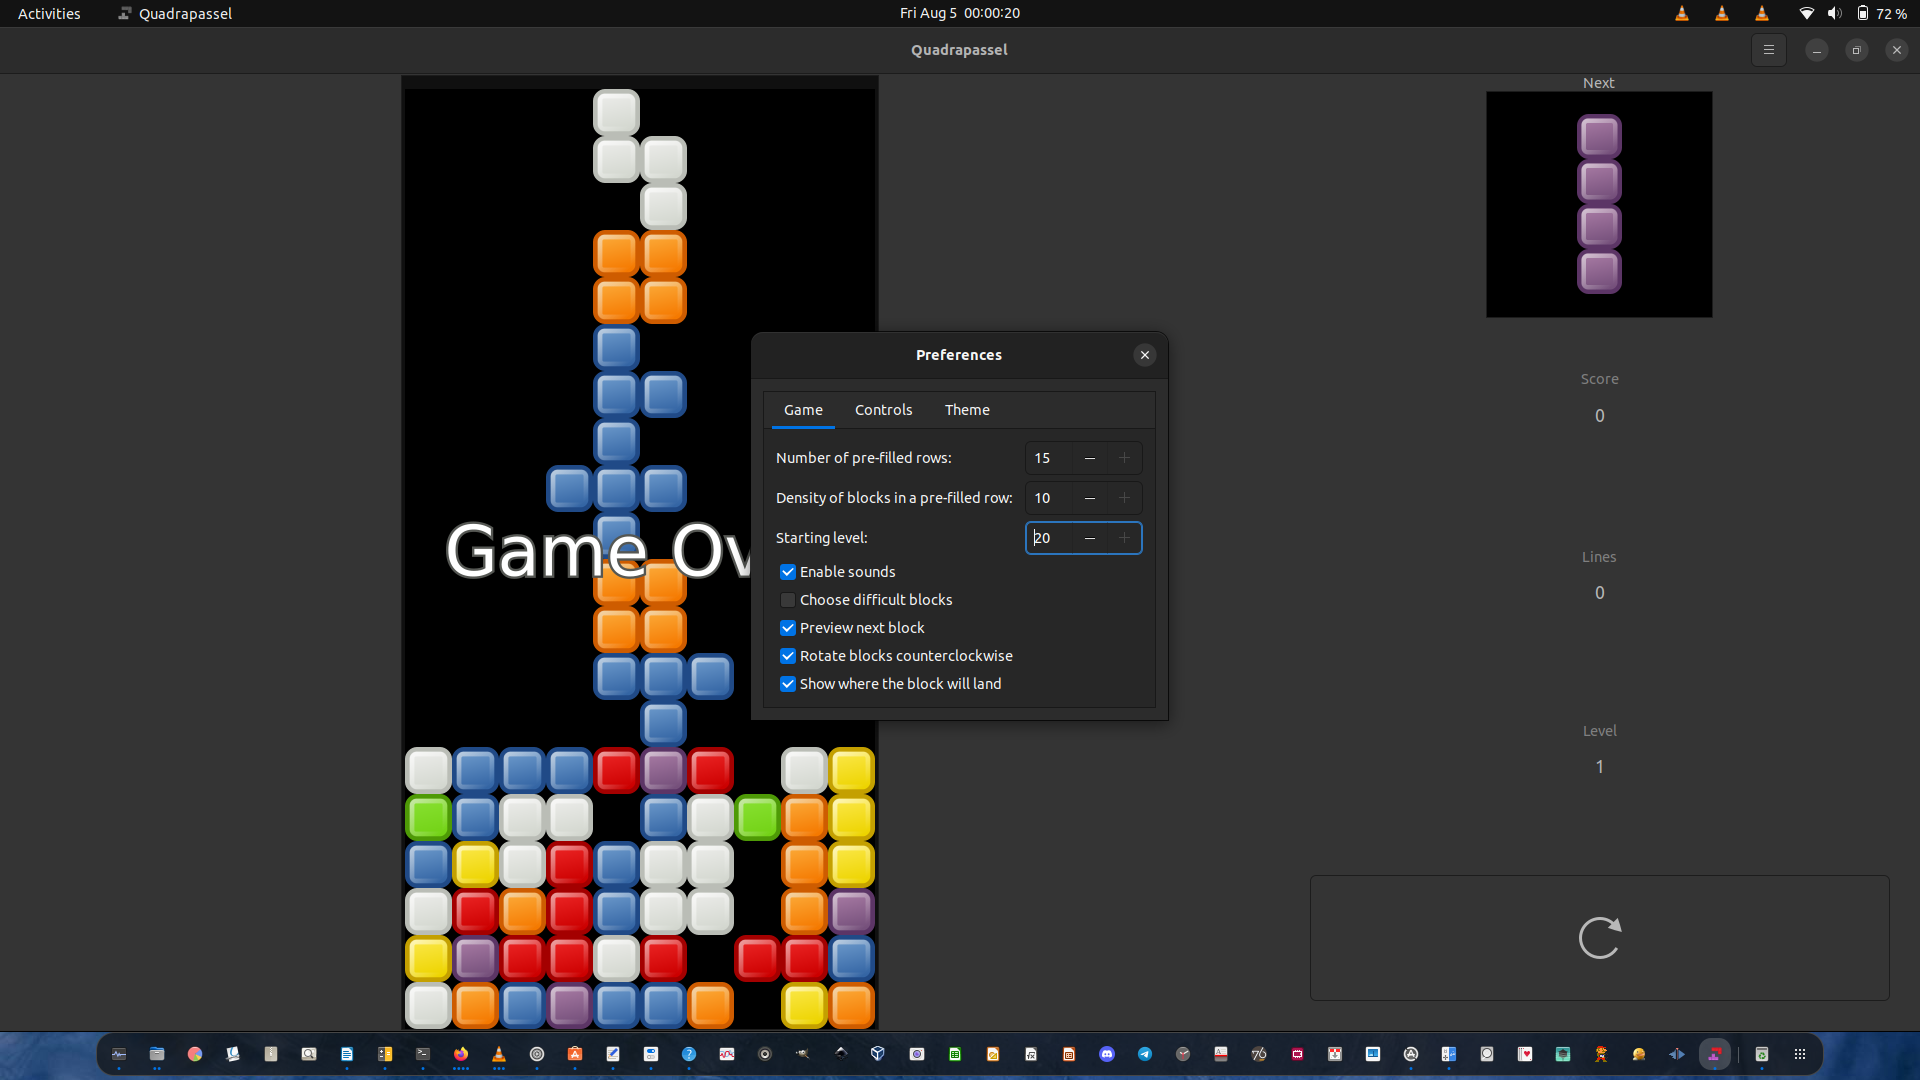 Activities
Quadrapassel
Fri Aug 5 00:00:20
72 %
Quadrapassel
Next
Score
0
Lines
0
Level
1
Game Ov
Preferences
Game Controls Theme
Number of pre-filled rows: 15
Density of blocks in a pre-filled row: 10
Starting level: 20
Enable sounds
Choose difficult blocks
Preview next block
Rotate blocks counterclockwise
Show where the block will land